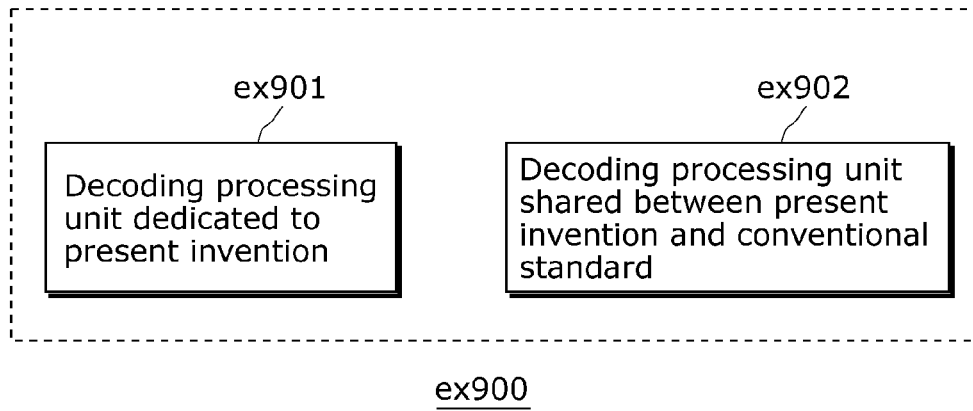 ex901
ex902
Decoding processing
unit dedicated to
present invention
Decoding processing unit
shared between present
invention and conventional
standard
ex900